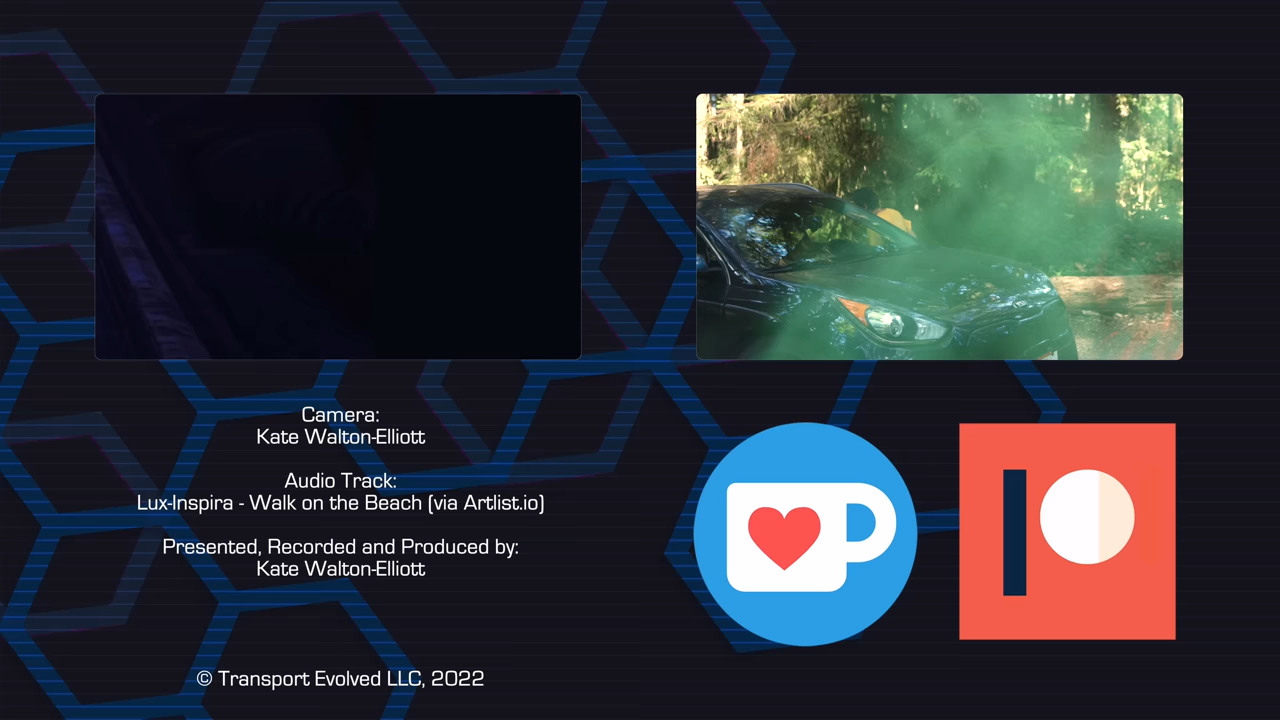 Camera:
Kate Walton-Elliott
Audio Track:
Lux-Inspira - Walk on the Beach (via Artlist.io)
Presented, Recorded and Produced by:
Kate Walton-Elliott
© Transport Evolved LLC, 2022